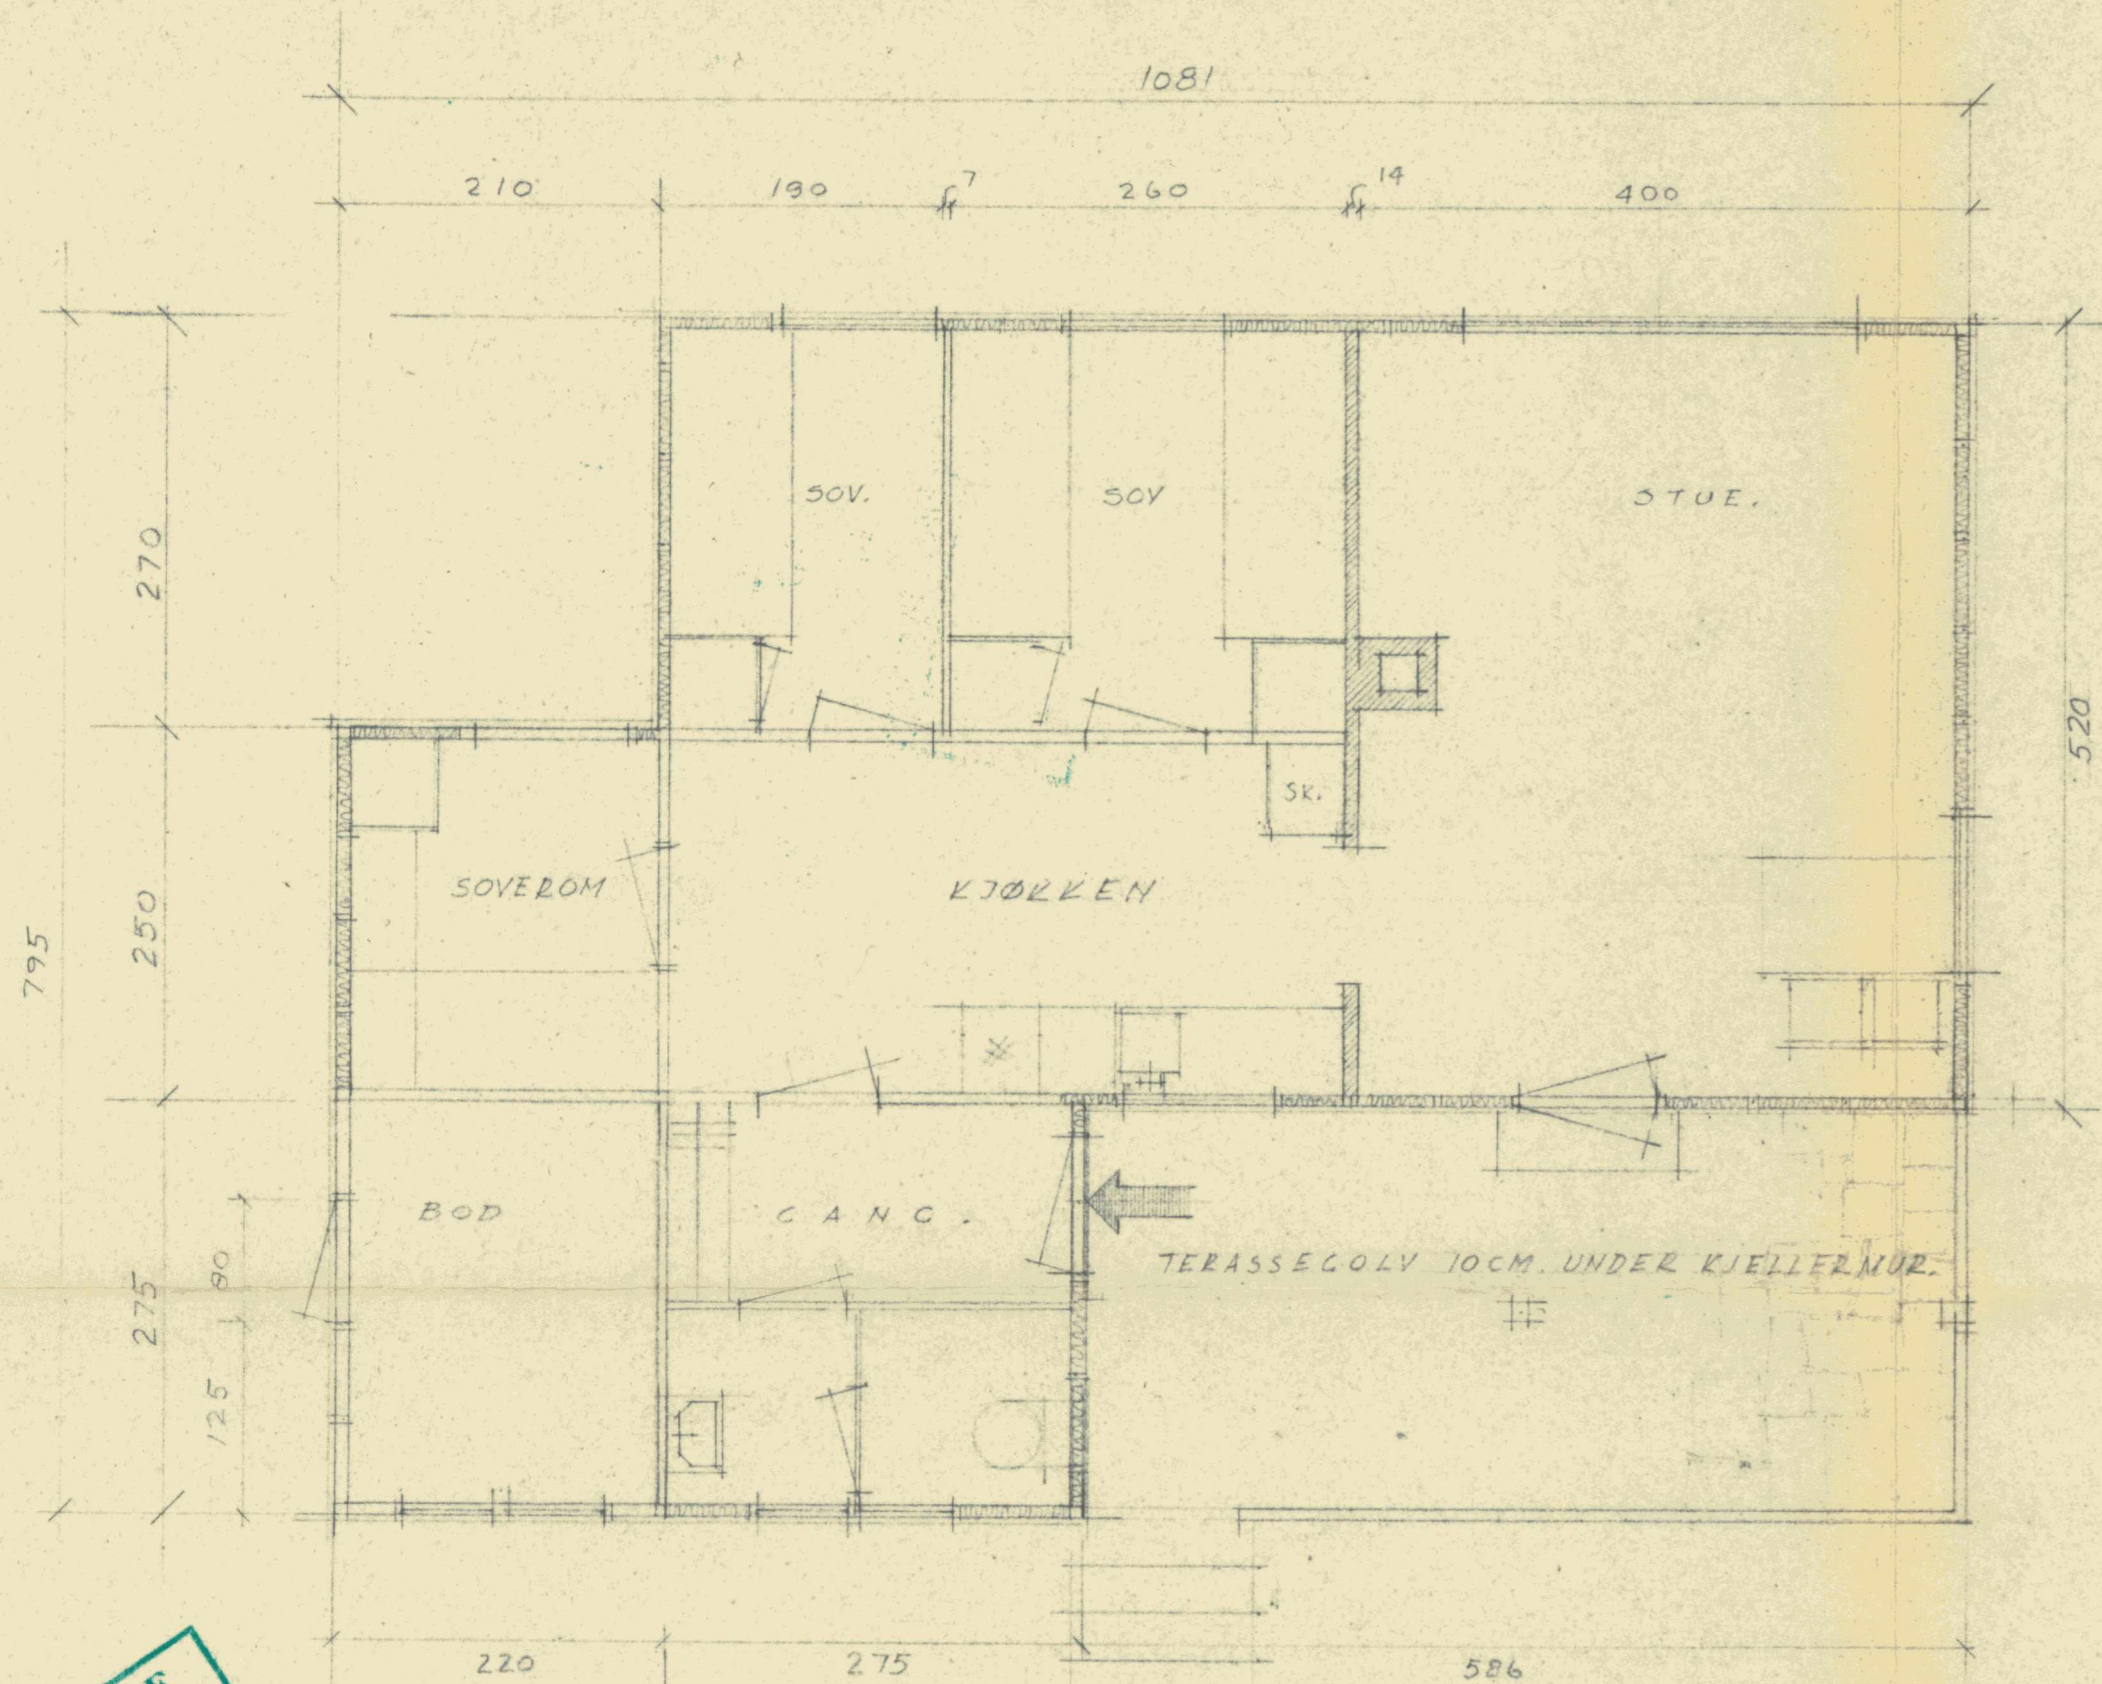 1081
210 190 7 260 14 400
SOV. SOV STUE.
270
520
SK.
SOVEROM KJØKKEN
250
795
BOD GANG.
TERASSEGOLV 10CM. UNDER KJELLERMUR.
80
275
125
220 275 586